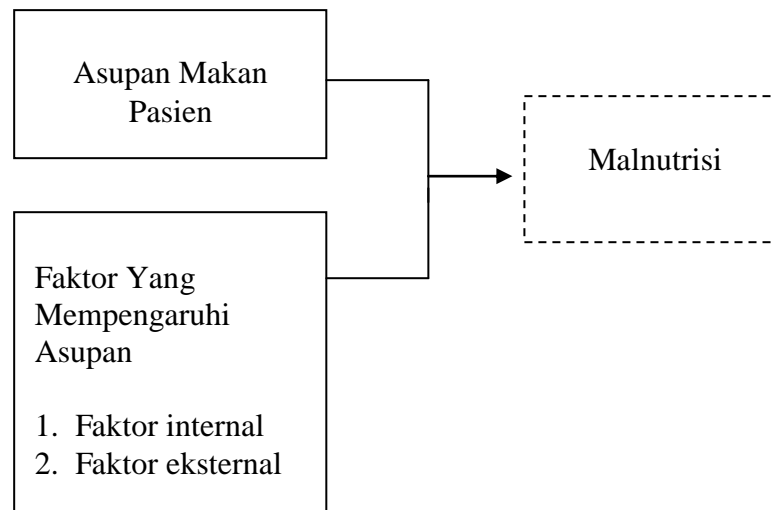 Asupan Makan
Pasien
Malnutrisi
Faktor Yang
Mempengaruhi
Asupan
1. Faktor internal
2. Faktor eksternal